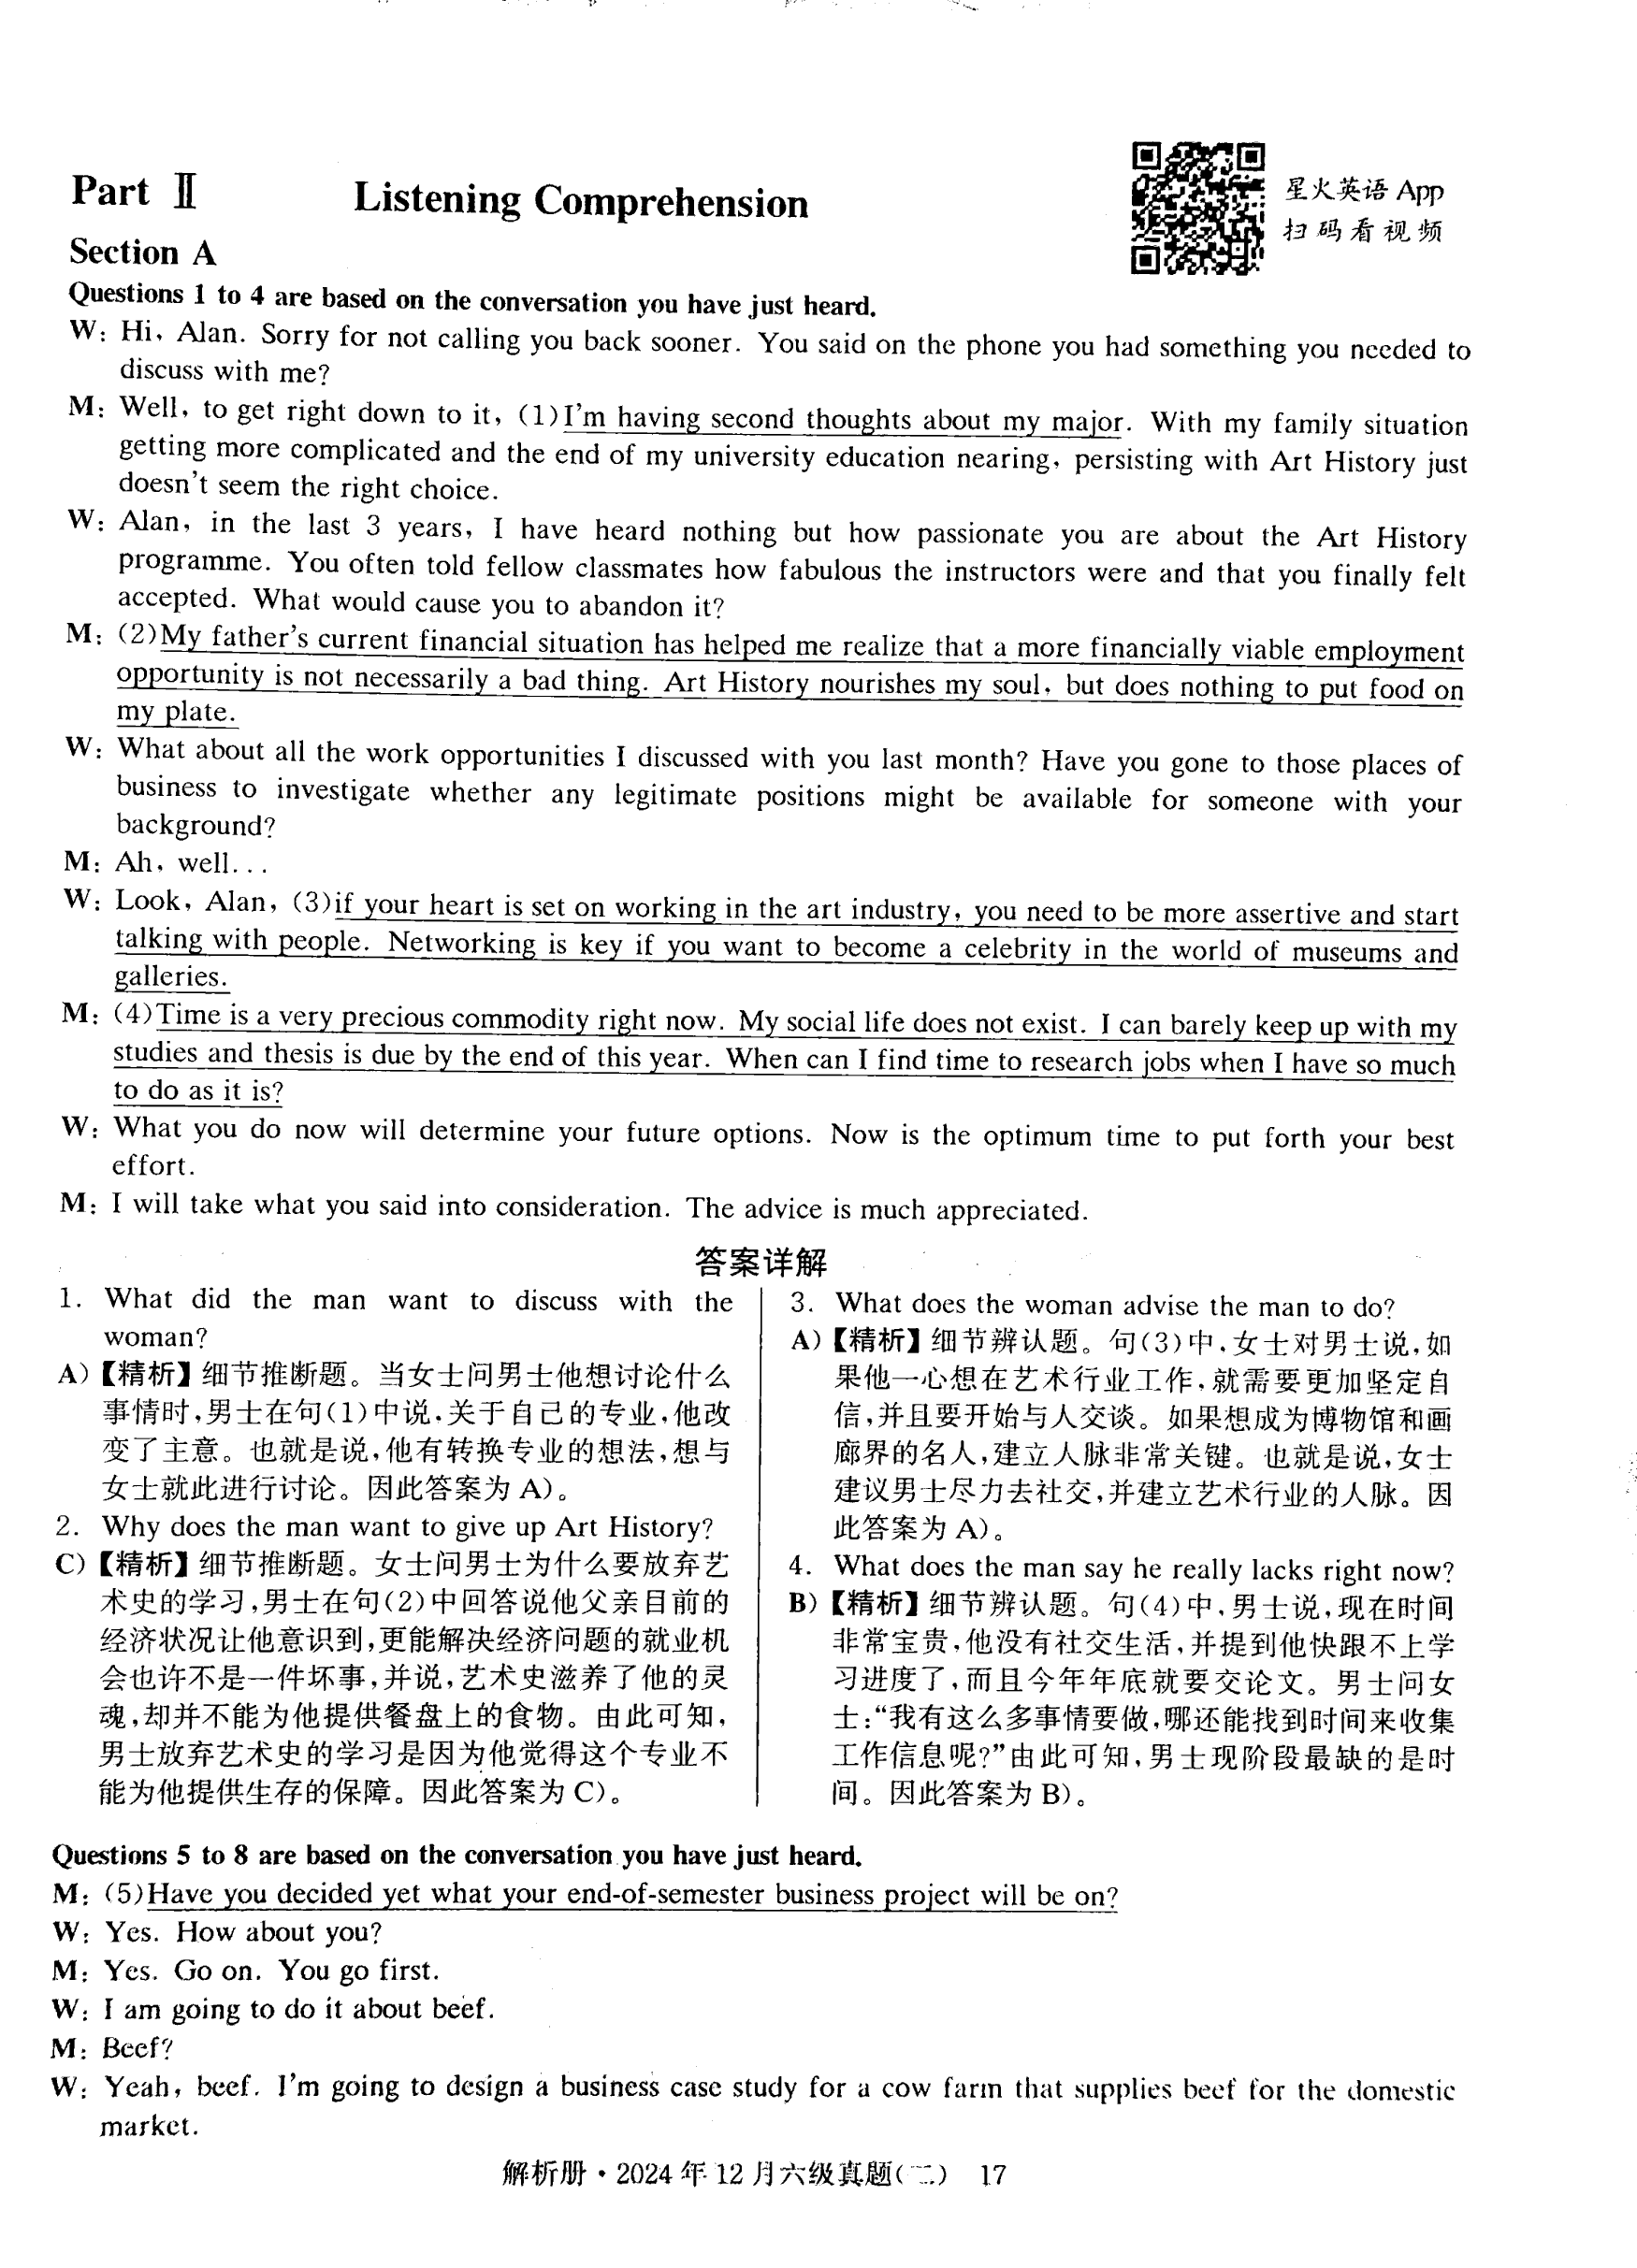 Part Ⅱ Listening Comprehension
星火英语 App
扫码看视频
Section A
Questions 1 to 4 are based on the conversation you have just heard.
W: Hi, Alan. Sorry for not calling you back sooner. You said on the phone you had something you needed to
discuss with me?
M: Well, to get right down to it, (1)I'm having second thoughts about my major. With my family situation
getting more complicated and the end of my university education nearing, persisting with Art History just
doesn't seem the right choice.
W: Alan, in the last 3 years, I have heard nothing but how passionate you are about the Art History
programme. You often told fellow classmates how fabulous the instructors were and that you finally felt
accepted. What would cause you to abandon it?
M: (2)My father's current financial situation has helped me realize that a more financially viable employment
opportunity is not necessarily a bad thing. Art History nourishes my soul, but does nothing to put food on
my plate.
W: What about all the work opportunities I discussed with you last month? Have you gone to those places of
business to investigate whether any legitimate positions might be available for someone with your
background?
M: Ah, well...
W: Look, Alan, (3)if your heart is set on working in the art industry, you need to be more assertive and start
talking with people. Networking is key if you want to become a celebrity in the world of museums and
galleries.
M: (4)Time is a very precious commodity right now. My social life does not exist. I can barely keep up with my
studies and thesis is due by the end of this year. When can I find time to research jobs when I have so much
to do as it is?
W: What you do now will determine your future options. Now is the optimum time to put forth your best
effort.
M: I will take what you said into consideration. The advice is much appreciated.
答案详解
1. What did the man want to discuss with the
woman?
A)【精析】细节推断题。当女士问男士他想讨论什么
事情时,男士在句(1)中说,关于自己的专业,他改
变了主意。也就是说,他有转换专业的想法,想与
女士就此进行讨论。因此答案为 A)。
2. Why does the man want to give up Art History?
C)【精析】细节推断题。女士问男士为什么要放弃艺
术史的学习,男士在句(2)中回答说他父亲目前的
经济状况让他意识到,更能解决经济问题的就业机
会也许不是一件坏事,并说,艺术史滋养了他的灵
魂,却并不能为他提供餐盘上的食物。由此可知,
男士放弃艺术史的学习是因为他觉得这个专业不
能为他提供生存的保障。因此答案为 C)。
3. What does the woman advise the man to do?
A)【精析】细节辨认题。句(3)中,女士对男士说,如
果他一心想在艺术行业工作,就需要更加坚定自
信,并且要开始与人交谈。如果想成为博物馆和画
廊界的名人,建立人脉非常关键。也就是说,女士
建议男士尽力去社交,并建立艺术行业的人脉。因
此答案为 A)。
4. What does the man say he really lacks right now?
B)【精析】细节辨认题。句(4)中,男士说,现在时间
非常宝贵,他没有社交生活,并提到他快跟不上学
习进度了,而且今年年底就要交论文。男士问女
士:“我有这么多事情要做,哪还能找到时间来收集
工作信息呢?”由此可知,男士现阶段最缺的是时
间。因此答案为 B)。
Questions 5 to 8 are based on the conversation you have just heard.
M: (5)Have you decided yet what your end-of-semester business project will be on?
W: Yes. How about you?
M: Yes. Go on. You go first.
W: I am going to do it about beef.
M: Beef?
W: Yeah, beef. I'm going to design a business case study for a cow farm that supplies beef for the domestic
market.
解析册·2024 年 12 月六级真题(二) 17